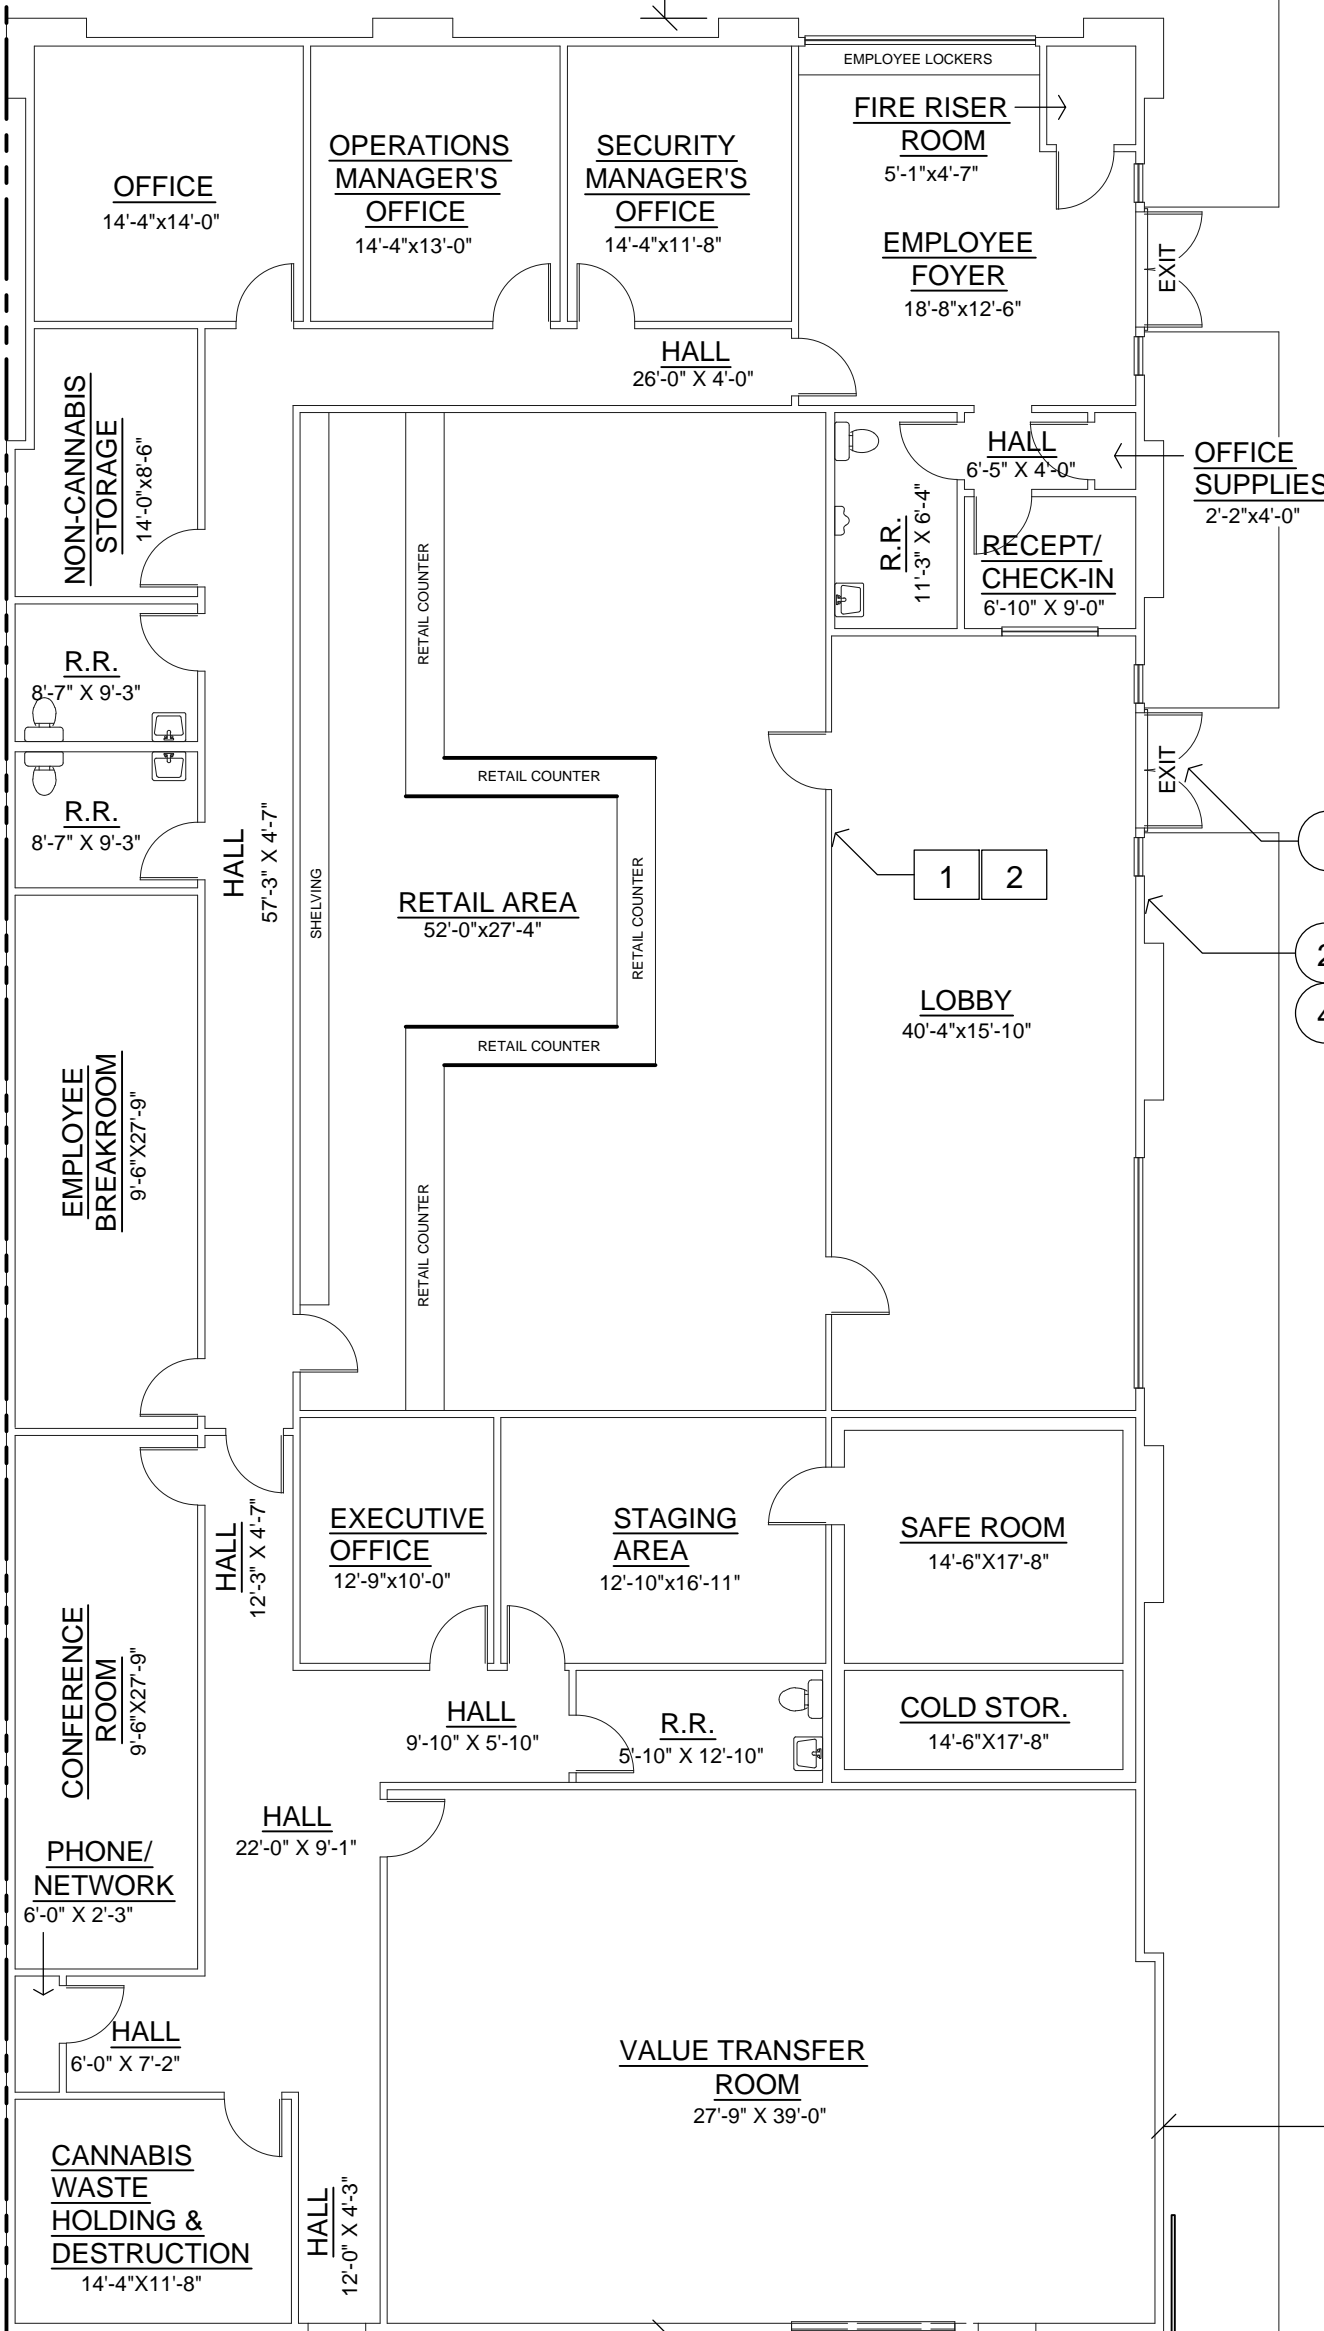 EMPLOYEE LOCKERS
FIRE RISER
ROOM
5'-1"x4'-7"
OFFICE
14'-4"x14'-0"
OPERATIONS
MANAGER'S
OFFICE
14'-4"x13'-0"
SECURITY
MANAGER'S
OFFICE
14'-4"x11'-8"
EMPLOYEE
FOYER
18'-8"x12'-6"
EXIT
HALL
26'-0" X 4'-0"
NON-CANNABIS
STORAGE
14'-0"x8'-6"
HALL
6'-5" X 4'-0"
OFFICE
SUPPLIES
2'-2"x4'-0"
R.R.
11'-3" X 6'-4"
RECEPT/
CHECK-IN
6'-10" X 9'-0"
RETAIL COUNTER
R.R.
8'-7" X 9'-3"
R.R.
8'-7" X 9'-3"
HALL
57'-3" X 4'-7"
SHELVING
RETAIL COUNTER
RETAIL AREA
52'-0"x27'-4"
RETAIL COUNTER
RETAIL COUNTER
RETAIL COUNTER
EXIT
1 2
2
4
LOBBY
40'-4"x15'-10"
EMPLOYEE
BREAKROOM
9'-6"X27'-9"
HALL
12'-3" X 4'-7"
EXECUTIVE
OFFICE
12'-9"x10'-0"
STAGING
AREA
12'-10"x16'-11"
SAFE ROOM
14'-6"X17'-8"
CONFERENCE
ROOM
9'-6"X27'-9"
HALL
9'-10" X 5'-10"
R.R.
5'-10" X 12'-10"
COLD STOR.
14'-6"X17'-8"
HALL
22'-0" X 9'-1"
PHONE/
NETWORK
6'-0" X 2'-3"
HALL
6'-0" X 7'-2"
VALUE TRANSFER
ROOM
27'-9" X 39'-0"
CANNABIS
WASTE
HOLDING &
DESTRUCTION
14'-4"X11'-8"
HALL
12'-0" X 4'-3"